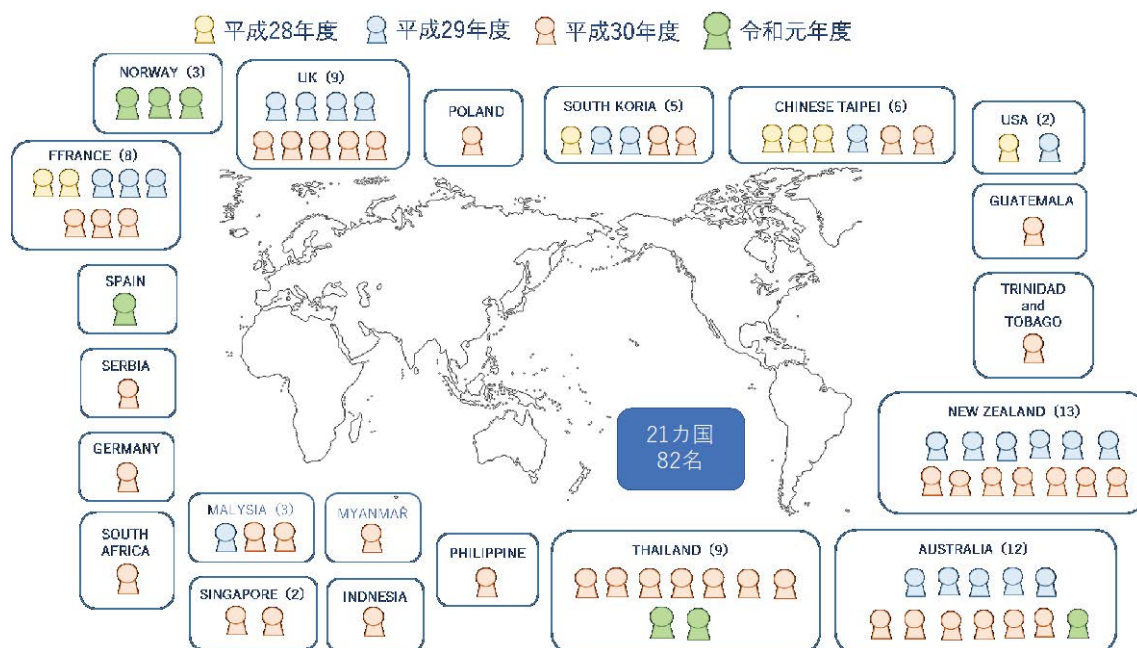 平成28年度 平成29年度 平成30年度 令和元年度
NORWAY (3)
UK (9)
POLAND
SOUTH KORIA (5)
CHINESE TAIPEI (6)
USA (2)
FFRANCE (8)
GUATEMALA
SPAIN
TRINIDAD
and
TOBAGO
SERBIA
NEW ZEALAND (13)
21カ国
82名
GERMANY
MALYSIA (3)
MYANMAR
SOUTH
AFRICA
PHILIPPINE
THAILAND (9)
AUSTRALIA (12)
SINGAPORE (2)
INDNESIA